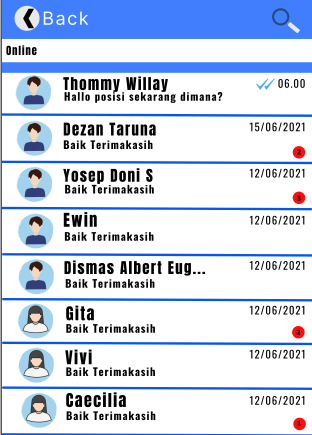 Back
Online
Thommy Willay 06.00
Hallo posisi sekarang dimana?
Dezan Taruna 15/06/2021
Baik Terimakasih 2
Yosep Doni S 12/06/2021
Baik Terimakasih 3
Ewin 12/06/2021
Baik Terimakasih
Dismas Albert Eug... 12/06/2021
Baik Terimakasih
Gita 12/06/2021
Baik Terimakasih 2
Vivi 12/06/2021
Baik Terimakasih
Caecilia 12/06/2021
Baik Terimakasih 1